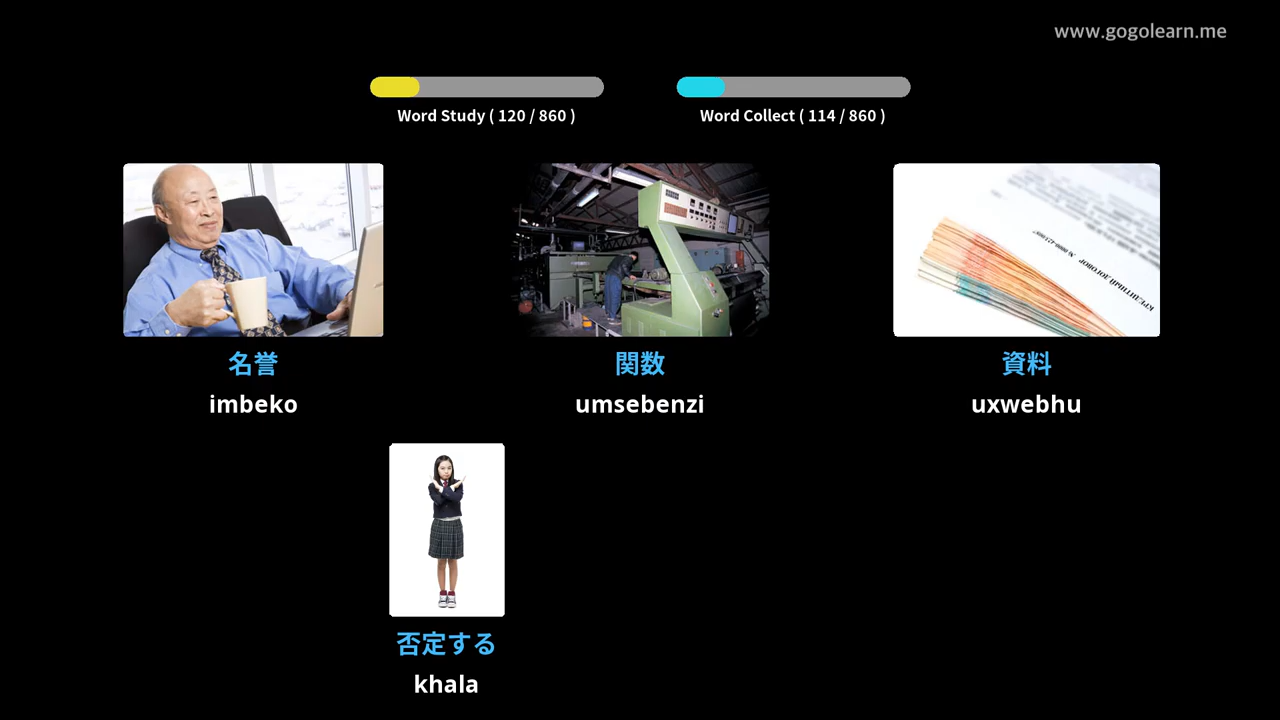 www.gogolearn.me
Word Study ( 120 / 860 )
Word Collect ( 114 / 860 )
名誉
imbeko
関数
umsebenzi
資料
uxwebhu
否定する
khala